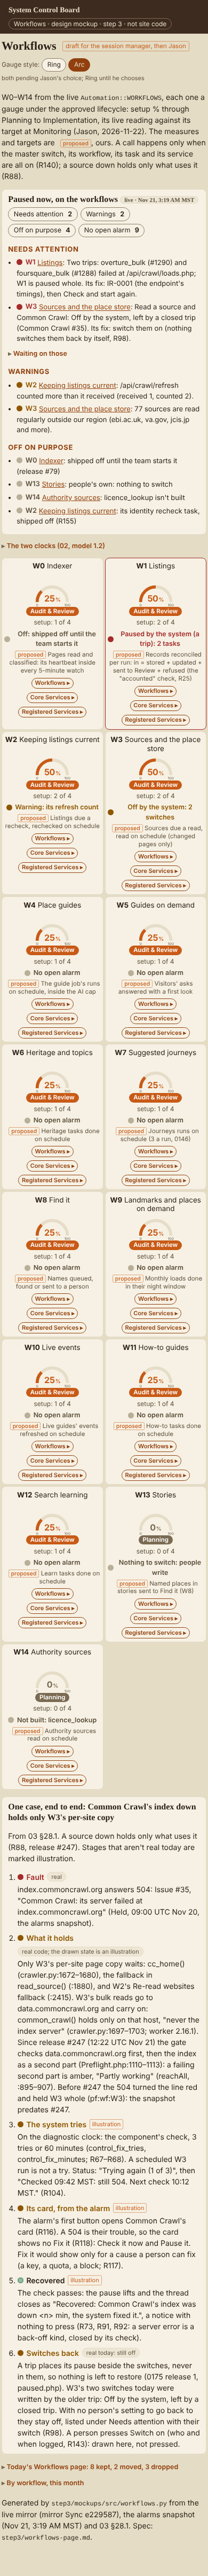 System Control Board
Workflows · design mockup · step 3 · not site code
Workflows
draft for the session manager, then Jason
Gauge style:
Ring
Arc
both pending Jason's choice; Ring until he chooses
W0–W14 from the live Automation::WORKFLOWS, each one a
gauge under the approved lifecycle: setup % through
Planning to Implementation, its live reading against its
target at Monitoring (Jason, 2026-11-22). The measures
and targets are proposed, ours. A call happens only when
the master switch, its workflow, its task and its service
are all on (R140); a source down holds only what uses it
(R88).
Paused now, on the workflows
live · Nov 21, 3:19 AM MST
Needs attention 2
Warnings 2
Off on purpose 4
No open alarm 9
NEEDS ATTENTION
• W1 Listings: Two trips: overture_bulk (#1290) and
foursquare_bulk (#1288) failed at /api/crawl/loads.php;
W1 is paused whole. Its fix: IR-0001 (the endpoint's
timings), then Check and start again.
• W3 Sources and the place store: Read a source and
Common Crawl: Off by the system, left by a closed trip
(Common Crawl #35). Its fix: switch them on (nothing
switches them back by itself, R98).
▸ Waiting on those
WARNINGS
• W2 Keeping listings current: /api/crawl/refresh
counted more than it received (received 1, counted 2).
• W3 Sources and the place store: 77 sources are read
regularly outside our region (ebi.ac.uk, va.gov, jcis.jp
and more).
OFF ON PURPOSE
• W0 Indexer: shipped off until the team starts it
(release #79)
• W13 Stories: people's own: nothing to switch
• W14 Authority sources: licence_lookup isn't built
• W2 Keeping listings current: its identity recheck task,
shipped off (R155)
▸ The two clocks (02, model 1.2)
W0 Indexer
25%
Audit & Review
setup: 1 of 4
Off: shipped off until the
team starts it
proposed Pages read and
classified: its heartbeat inside
every 5-minute watch
Workflows ▸
Core Services ▸
Registered Services ▸
W1 Listings
50%
Audit & Review
setup: 2 of 4
Paused by the system (a
trip): 2 tasks
proposed Records reconciled
per run: in = stored + updated +
sent to Review + refused (the
"accounted" check, R25)
Workflows ▸
Core Services ▸
Registered Services ▸
W2 Keeping listings current
50%
Audit & Review
setup: 2 of 4
Warning: its refresh count
proposed Listings due a
recheck, rechecked on schedule
Workflows ▸
Core Services ▸
Registered Services ▸
W3 Sources and the place
store
50%
Audit & Review
setup: 2 of 4
Off by the system: 2
switches
proposed Sources due a read,
read on schedule (changed
pages only)
Workflows ▸
Core Services ▸
Registered Services ▸
W4 Place guides
25%
Audit & Review
setup: 1 of 4
No open alarm
proposed The guide job's runs
on schedule, inside the AI cap
Workflows ▸
Core Services ▸
Registered Services ▸
W5 Guides on demand
25%
Audit & Review
setup: 1 of 4
No open alarm
proposed Visitors' asks
answered with a first look
Workflows ▸
Core Services ▸
Registered Services ▸
W6 Heritage and topics
25%
Audit & Review
setup: 1 of 4
No open alarm
proposed Heritage tasks done
on schedule
Workflows ▸
Core Services ▸
Registered Services ▸
W7 Suggested journeys
25%
Audit & Review
setup: 1 of 4
No open alarm
proposed Journeys runs on
schedule (3 a run, 0146)
Workflows ▸
Core Services ▸
Registered Services ▸
W8 Find it
25%
Audit & Review
setup: 1 of 4
No open alarm
proposed Names queued,
found or sent to a person
Workflows ▸
Core Services ▸
Registered Services ▸
W9 Landmarks and places
on demand
25%
Audit & Review
setup: 1 of 4
No open alarm
proposed Monthly loads done
in their night window
Workflows ▸
Core Services ▸
Registered Services ▸
W10 Live events
25%
Audit & Review
setup: 1 of 4
No open alarm
proposed Live guides' events
refreshed on schedule
Workflows ▸
Core Services ▸
Registered Services ▸
W11 How-to guides
25%
Audit & Review
setup: 1 of 4
No open alarm
proposed How-to tasks done
on schedule
Workflows ▸
Core Services ▸
Registered Services ▸
W12 Search learning
25%
Audit & Review
setup: 1 of 4
No open alarm
proposed Learn tasks done on
schedule
Workflows ▸
Core Services ▸
Registered Services ▸
W13 Stories
0%
Planning
setup: 0 of 4
Nothing to switch: people
write
proposed Named places in
stories sent to Find it (W8)
Workflows ▸
Core Services ▸
Registered Services ▸
W14 Authority sources
0%
Planning
setup: 0 of 4
Not built: licence_lookup
proposed Authority sources
read on schedule
Workflows ▸
Core Services ▸
Registered Services ▸
One case, end to end: Common Crawl's index down
holds only W3's per-site copy
From 03 §28.1. A source down holds only what uses it
(R88, release #247). Stages that aren't real today are
marked illustration.
1. Fault real
index.commoncrawl.org answers 504: Issue #35,
"Common Crawl: its server failed at
index.commoncrawl.org" (Held, 09:00 UTC Nov 20,
the alarms snapshot).
2. What it holds
real code; the drawn state is an illustration
Only W3's per-site page copy waits: cc_home()
(crawler.py:1672–1680), the fallback in
read_source() (:1880), and W2's Re-read websites
fallback (:2415). W3's bulk reads go to
data.commoncrawl.org and carry on:
common_crawl() holds only on that host, "never the
index server" (crawler.py:1697–1703; worker 2.16.1).
Since release #247 (12:22 UTC Nov 21) the gate
checks data.commoncrawl.org first, then the index
as a second part (Preflight.php:1110–1113): a failing
second part is amber, "Partly working" (reachAll
,:895–907). Before #247 the 504 turned the line red
and held W3 whole (pf:wf:W3): the snapshot
predates #247.
3. The system tries illustration
On the diagnostic clock: the component's check, 3
tries or 60 minutes (control_fix_tries,
control_fix_minutes; R67–R68). A scheduled W3
run is not a try. Status: "Trying again (1 of 3)", then
"Checked 09:42 MST: still 504. Next check 10:12
MST." (R104).
4. Its card, from the alarm illustration
The alarm's first button opens Common Crawl's
card (R116). A 504 is their trouble, so the card
shows no Fix it (R118): Check it now and Pause it.
Fix it would show only for a cause a person can fix
(a key, a quota, a block; R117).
5. Recovered illustration
The check passes: the pause lifts and the thread
closes as "Recovered: Common Crawl's index was
down <n> min, the system fixed it.", a notice with
nothing to press (R73, R91, R92: a server error is a
back-off kind, closed by its check).
6. Switches back real today: still off
A trip places its pause beside the switches, never
in them, so nothing is left to restore (0175 release 1,
paused.php). W3's two switches today were
written by the older trip: Off by the system, left by a
closed trip. With no person's setting to go back to
they stay off, listed under Needs attention with their
switch (R98). A person presses Switch on (who and
when logged, R143): drawn here, not pressed.
▸ Today's Workflows page: 8 kept, 2 moved, 3 dropped
▸ By workflow, this month
Generated by step3/mockups/src/workflows.py from the
live mirror (mirror Sync e229587), the alarms snapshot
(Nov 21, 3:19 AM MST) and 03 §28.1. Spec:
step3/workflows-page.md.